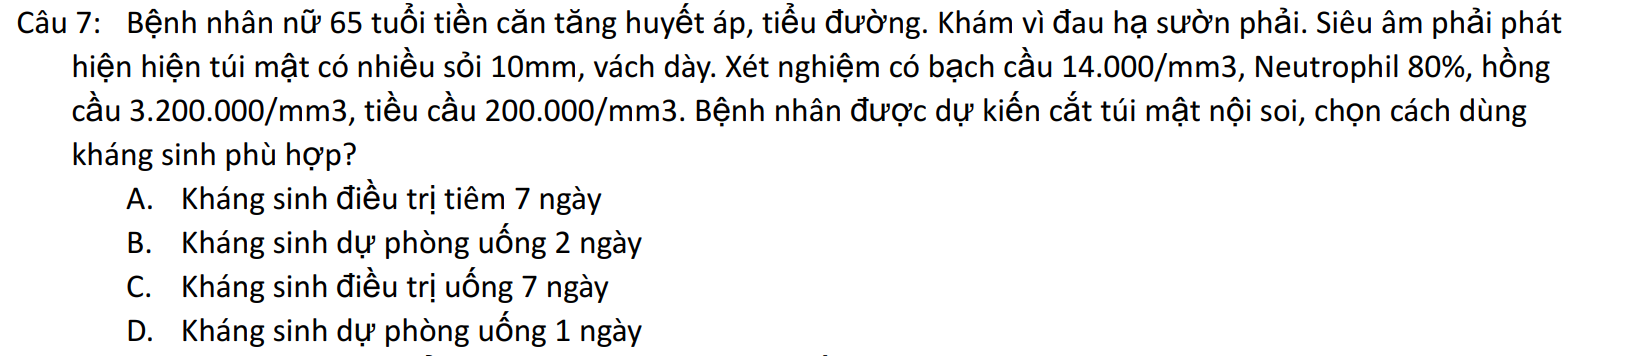 Câu 7: Bệnh nhân nữ 65 tuổi tiền căn tăng huyết áp, tiểu đường. Khám vì đau hạ sườn phải. Siêu âm phải phát
hiện hiện túi mật có nhiều sỏi 10mm, vách dày. Xét nghiệm có bạch cầu 14.000/mm3, Neutrophil 80%, hồng
cầu 3.200.000/mm3, tiều cầu 200.000/mm3. Bệnh nhân được dự kiến cắt túi mật nội soi, chọn cách dùng
kháng sinh phù hợp?
A. Kháng sinh điều trị tiêm 7 ngày
B. Kháng sinh dự phòng uống 2 ngày
C. Kháng sinh điều trị uống 7 ngày
D. Kháng sinh dự phòng uống 1 ngày